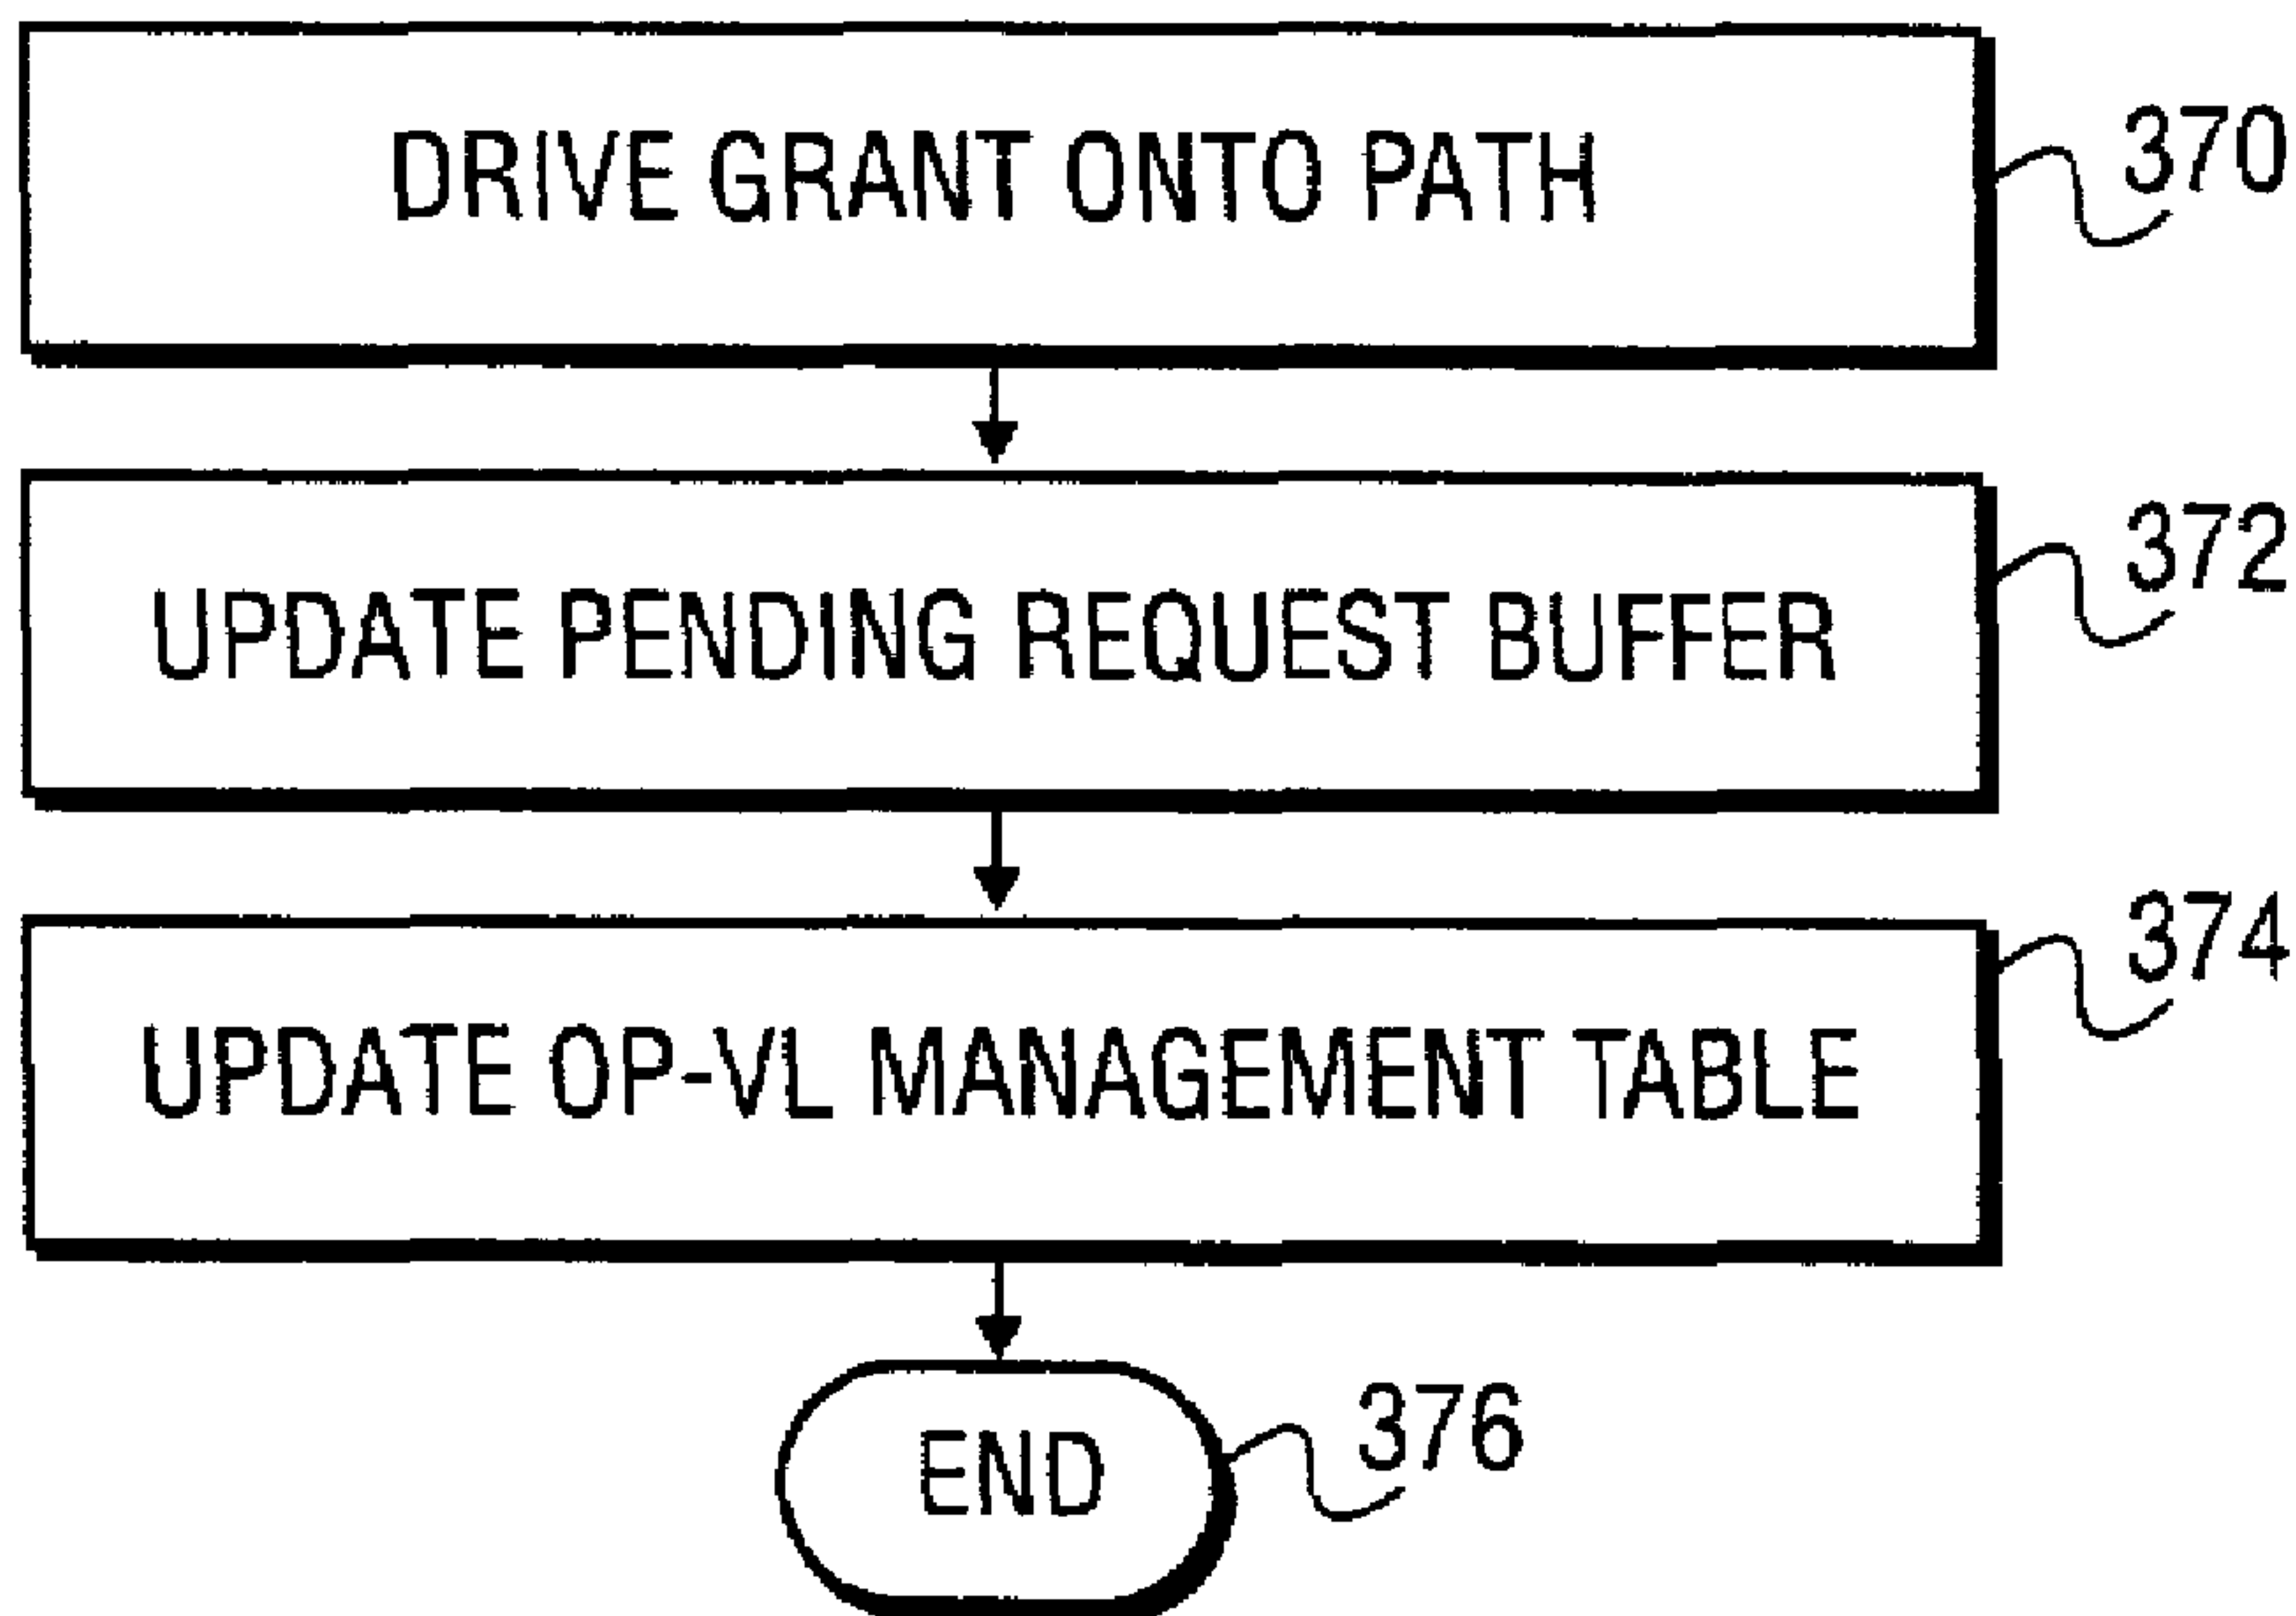 DRIVE GRANT ONTO PATH
370
UPDATE PENDING REQUEST BUFFER
372
UPDATE OP-VL MANAGEMENT TABLE
374
END
376